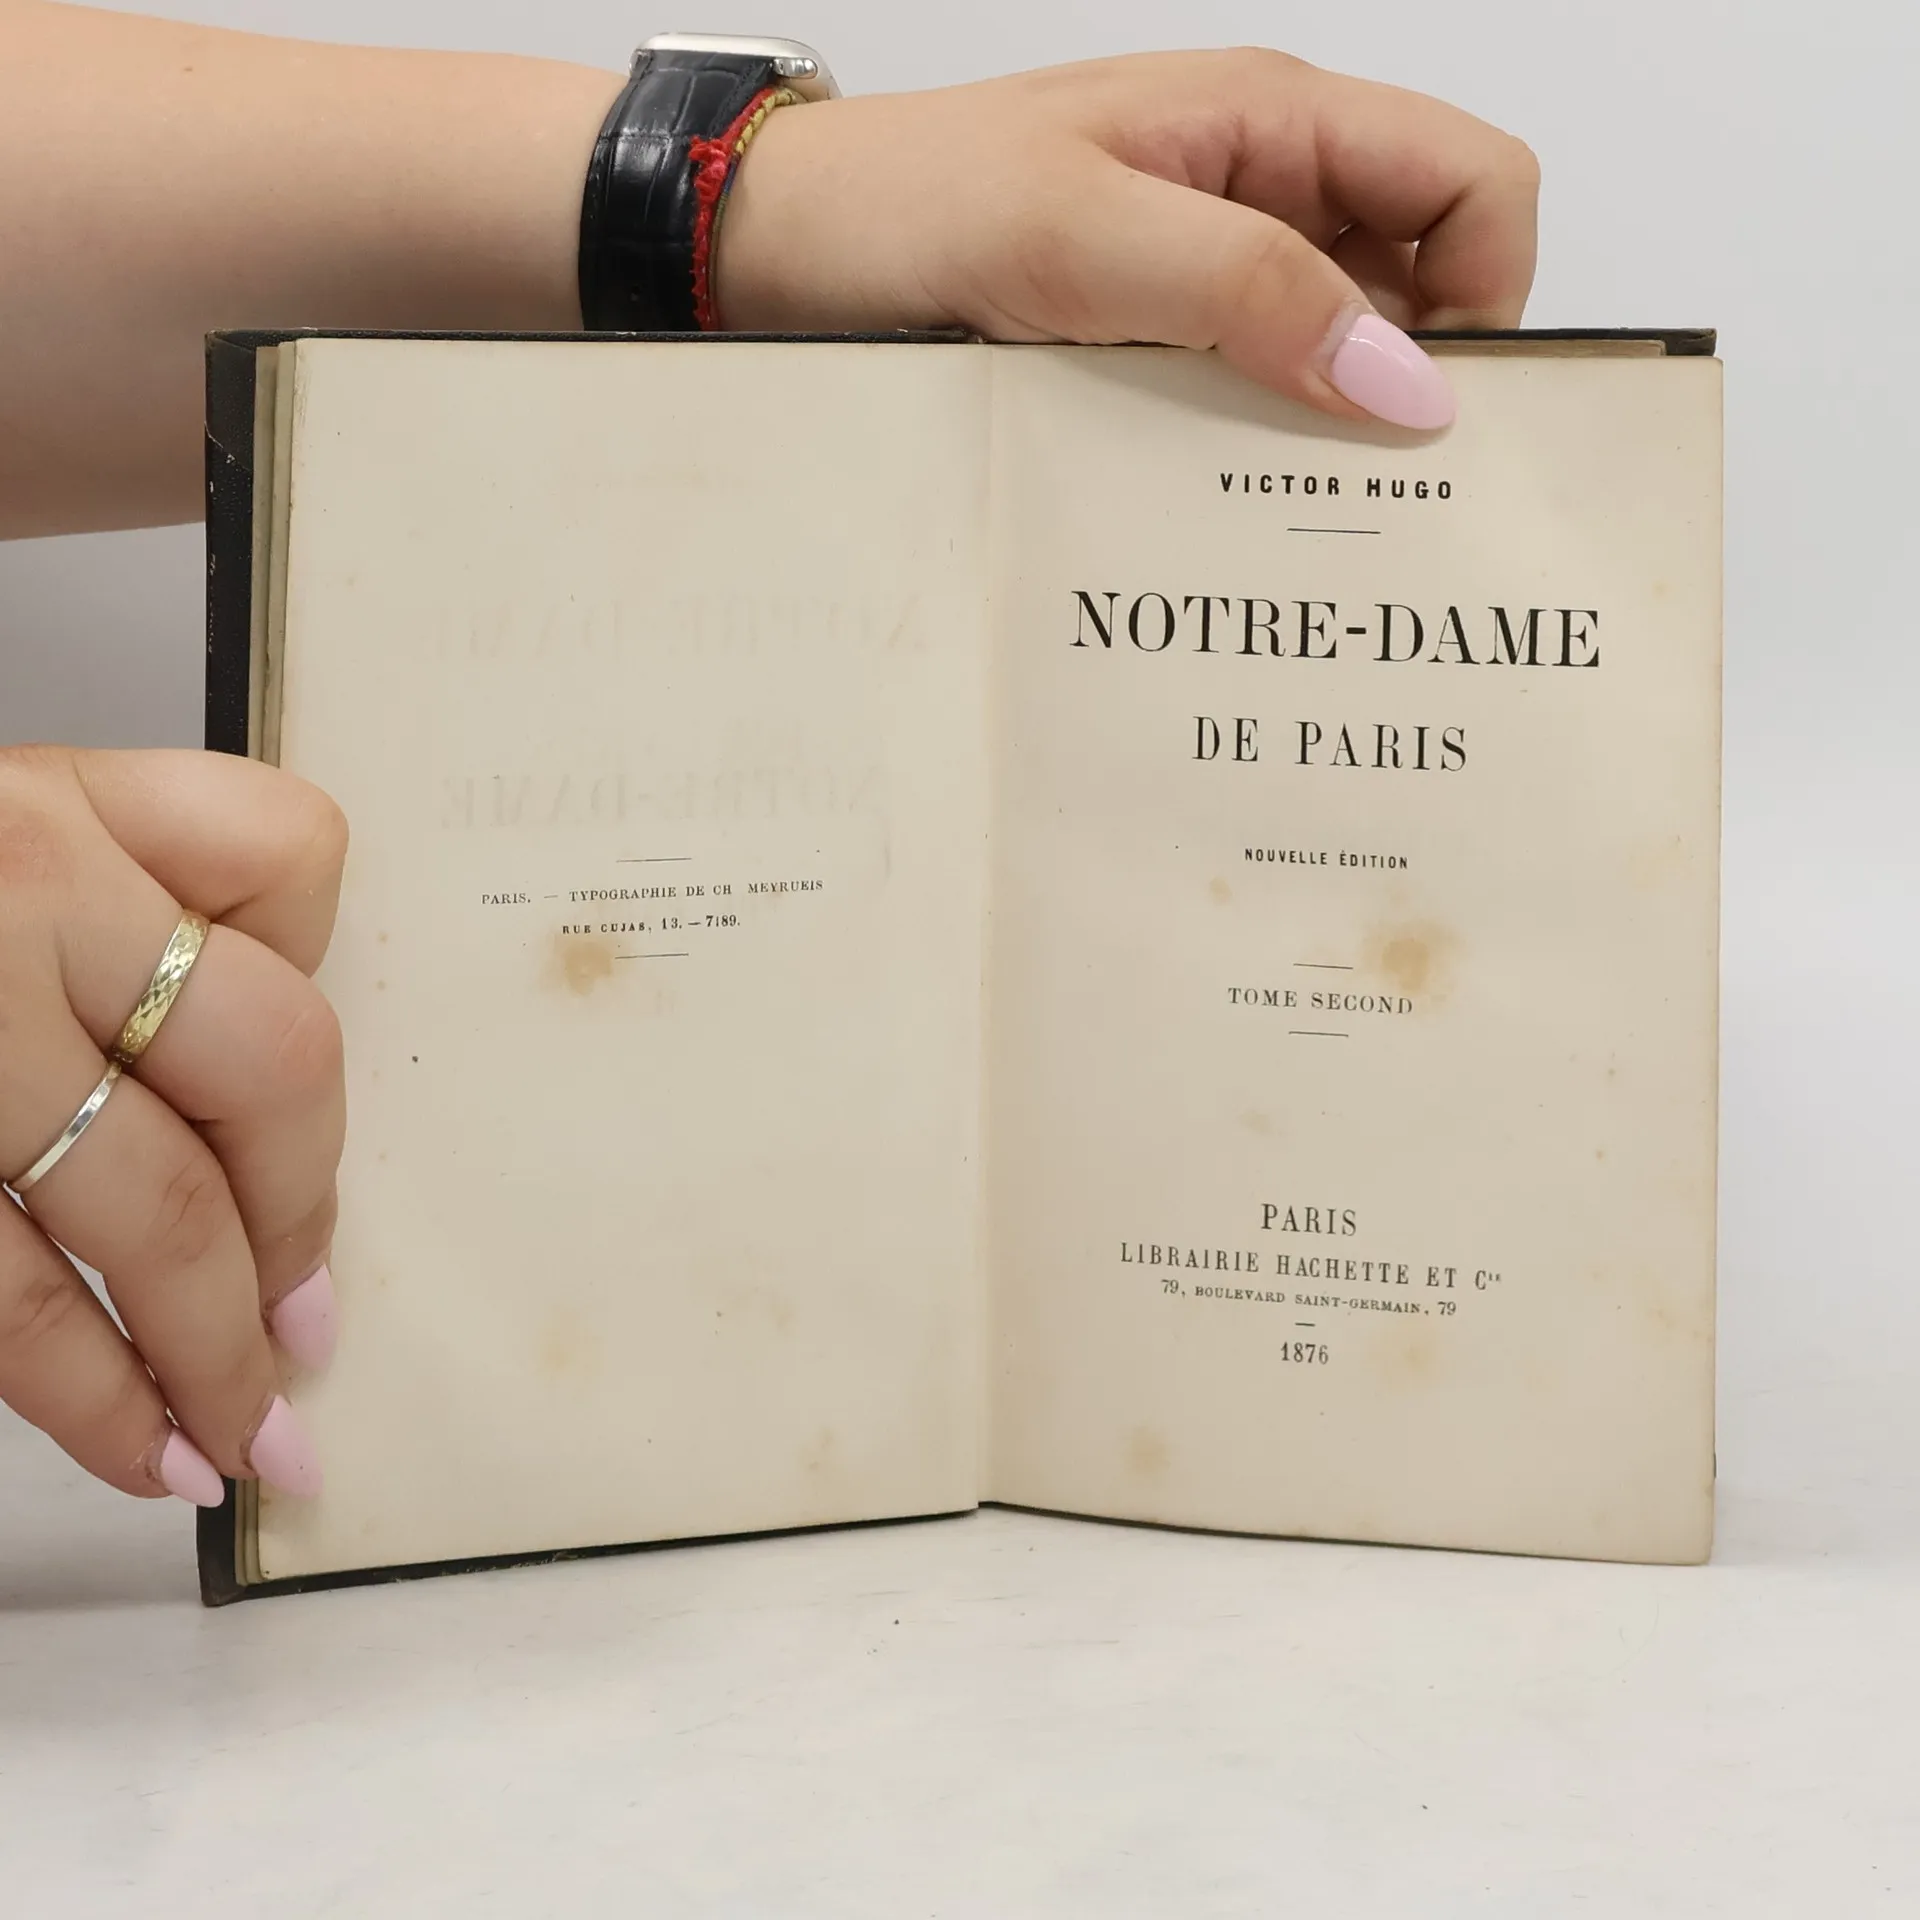 PARIS. — TYPOGRAPHIE DE CH MEYRUEIS
RUE CUJAS, 13. — 7189.
VICTOR HUGO
NOTRE-DAME
DE PARIS
NOUVELLE ÉDITION
TOME SECOND
PARIS
LIBRAIRIE HACHETTE ET Cⁱᴱ
79, BOULEVARD SAINT-GERMAIN, 79
1876